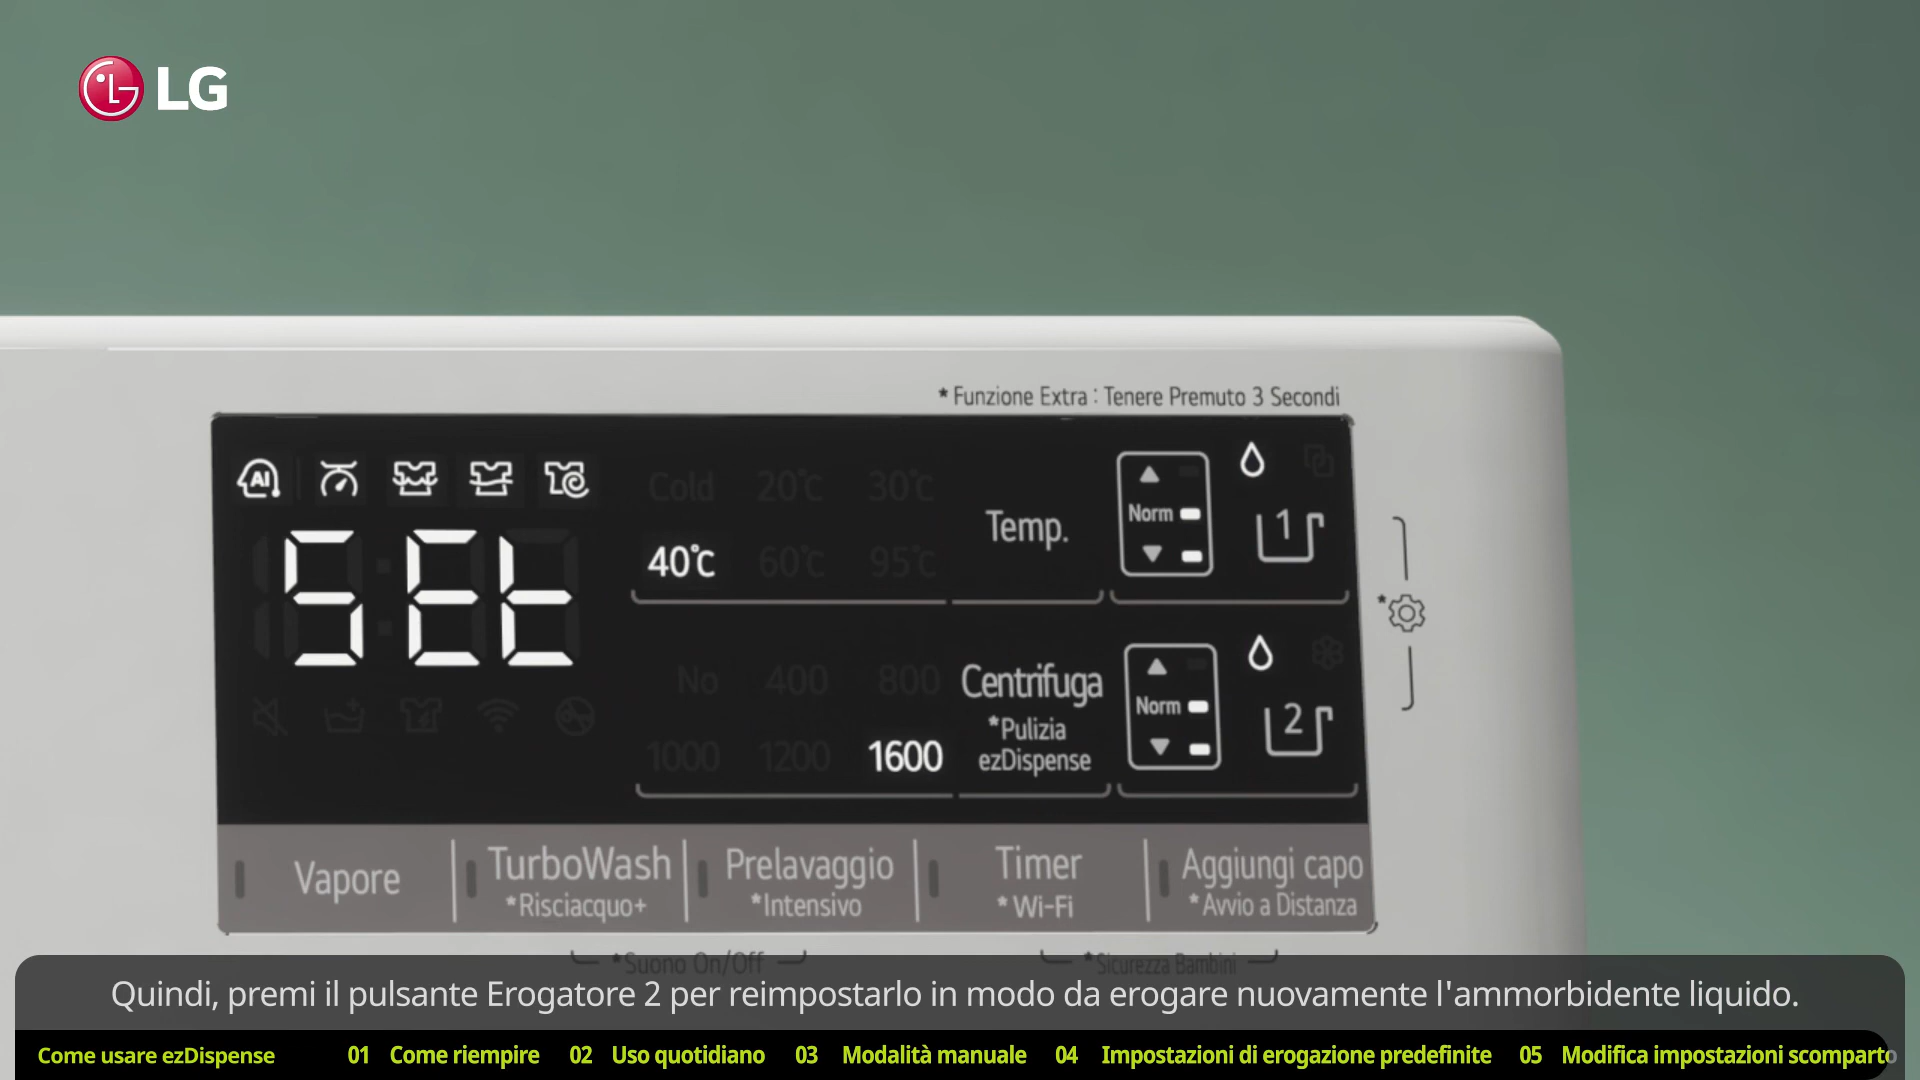 LG
* Funzione Extra : Tenere Premuto 3 Secondi
AI
Cold 20°c 30°c
40°c 60°c 95°c
Temp.
Norm
1
SEt
No 400 800
1000 1200 1600
Centrifuga
*Pulizia
ezDispense
Norm
2
*
Vapore
TurboWash
*Risciacquo+
Prelavaggio
*Intensivo
Timer
* Wi-Fi
Aggiungi capo
* Avvio a Distanza
* Suono On/Off
* Sicurezza Bambini
Quindi, premi il pulsante Erogatore 2 per reimpostarlo in modo da erogare nuovamente l'ammorbidente liquido.
Come usare ezDispense 01 Come riempire 02 Uso quotidiano 03 Modalità manuale 04 Impostazioni di erogazione predefinite 05 Modifica impostazioni scomparto